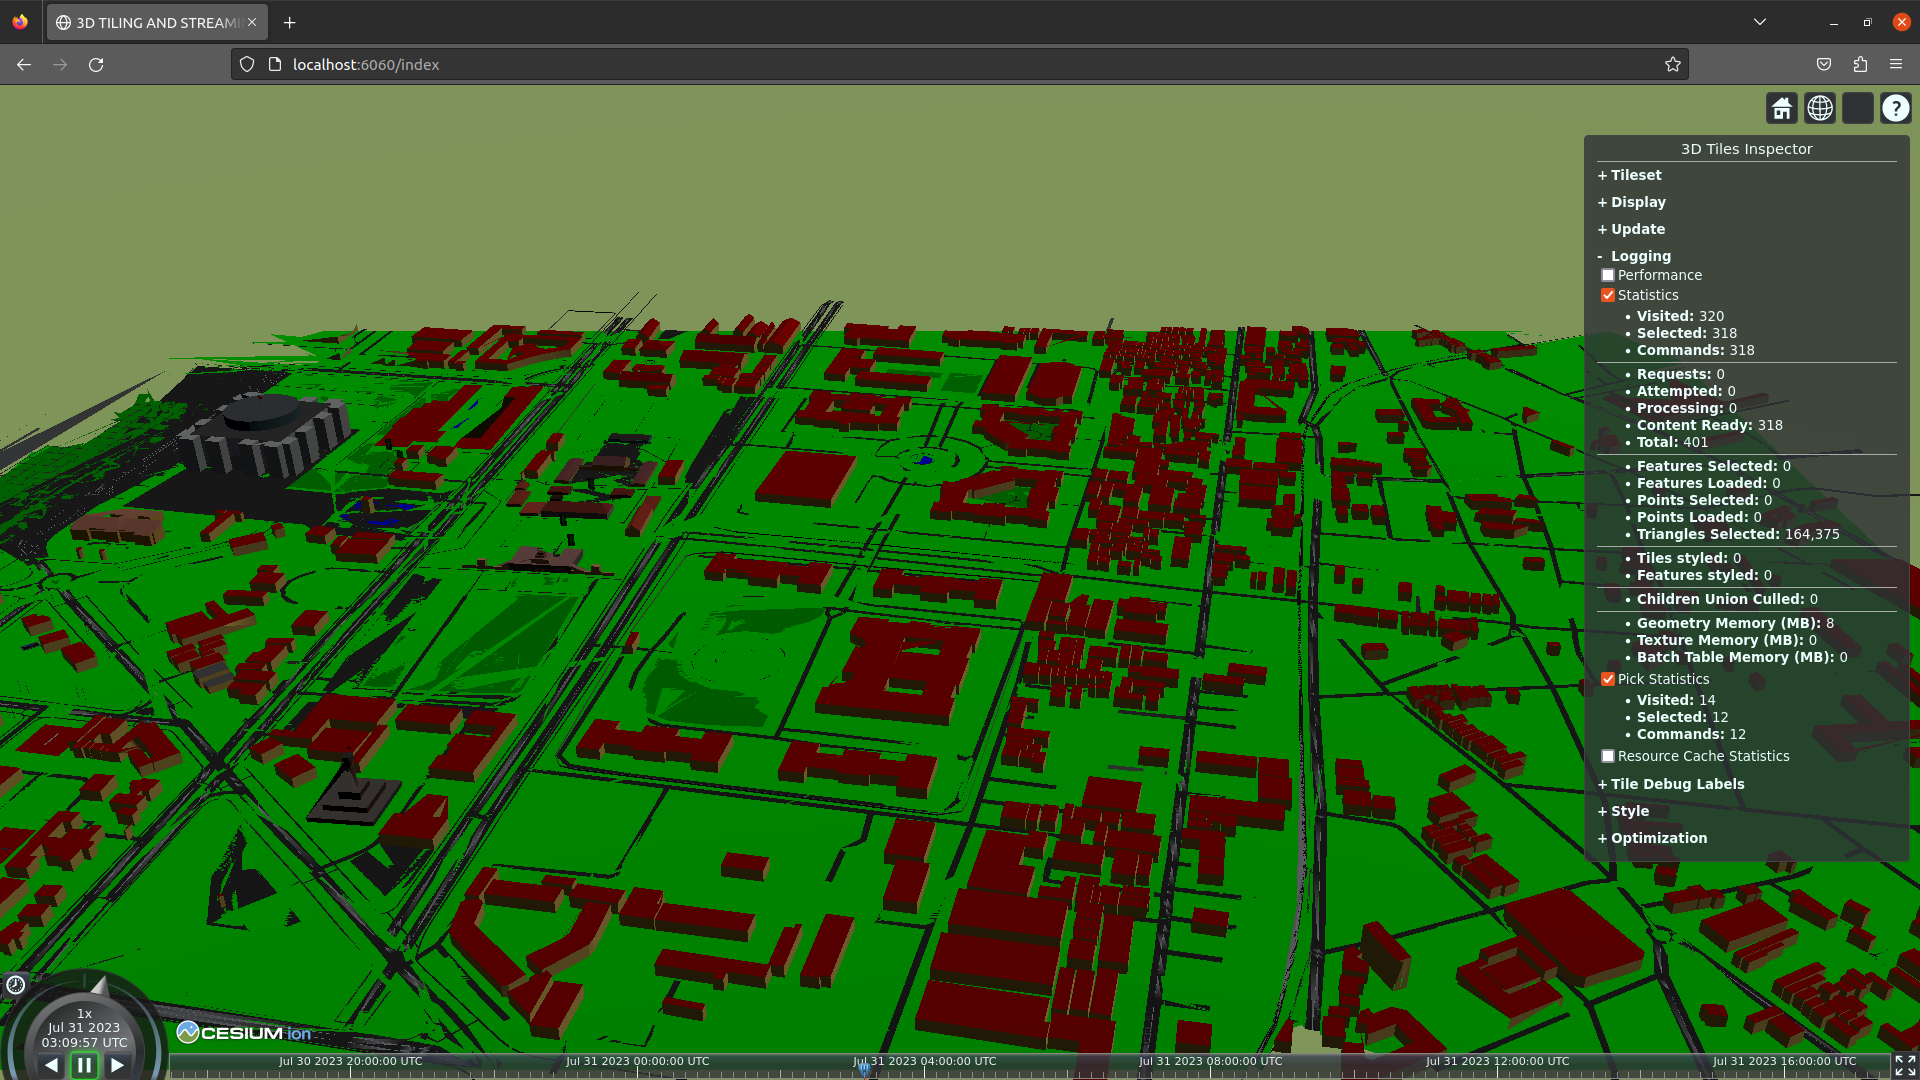 3D TILING AND STREAMI
localhost:6060/index
?
3D Tiles Inspector
+ Tileset
+ Display
+ Update
- Logging
Performance
Statistics
• Visited: 320
• Selected: 318
• Commands: 318
• Requests: 0
• Attempted: 0
• Processing: 0
• Content Ready: 318
• Total: 401
• Features Selected: 0
• Features Loaded: 0
• Points Selected: 0
• Points Loaded: 0
• Triangles Selected: 164,375
• Tiles styled: 0
• Features styled: 0
• Children Union Culled: 0
• Geometry Memory (MB): 8
• Texture Memory (MB): 0
• Batch Table Memory (MB): 0
Pick Statistics
• Visited: 14
• Selected: 12
• Commands: 12
Resource Cache Statistics
+ Tile Debug Labels
+ Style
+ Optimization
1x
Jul 31 2023
03:09:57 UTC
CESIUM ion
Jul 30 2023 20:00:00 UTC
Jul 31 2023 00:00:00 UTC
Jul 31 2023 04:00:00 UTC
Jul 31 2023 08:00:00 UTC
Jul 31 2023 12:00:00 UTC
Jul 31 2023 16:00:00 UTC